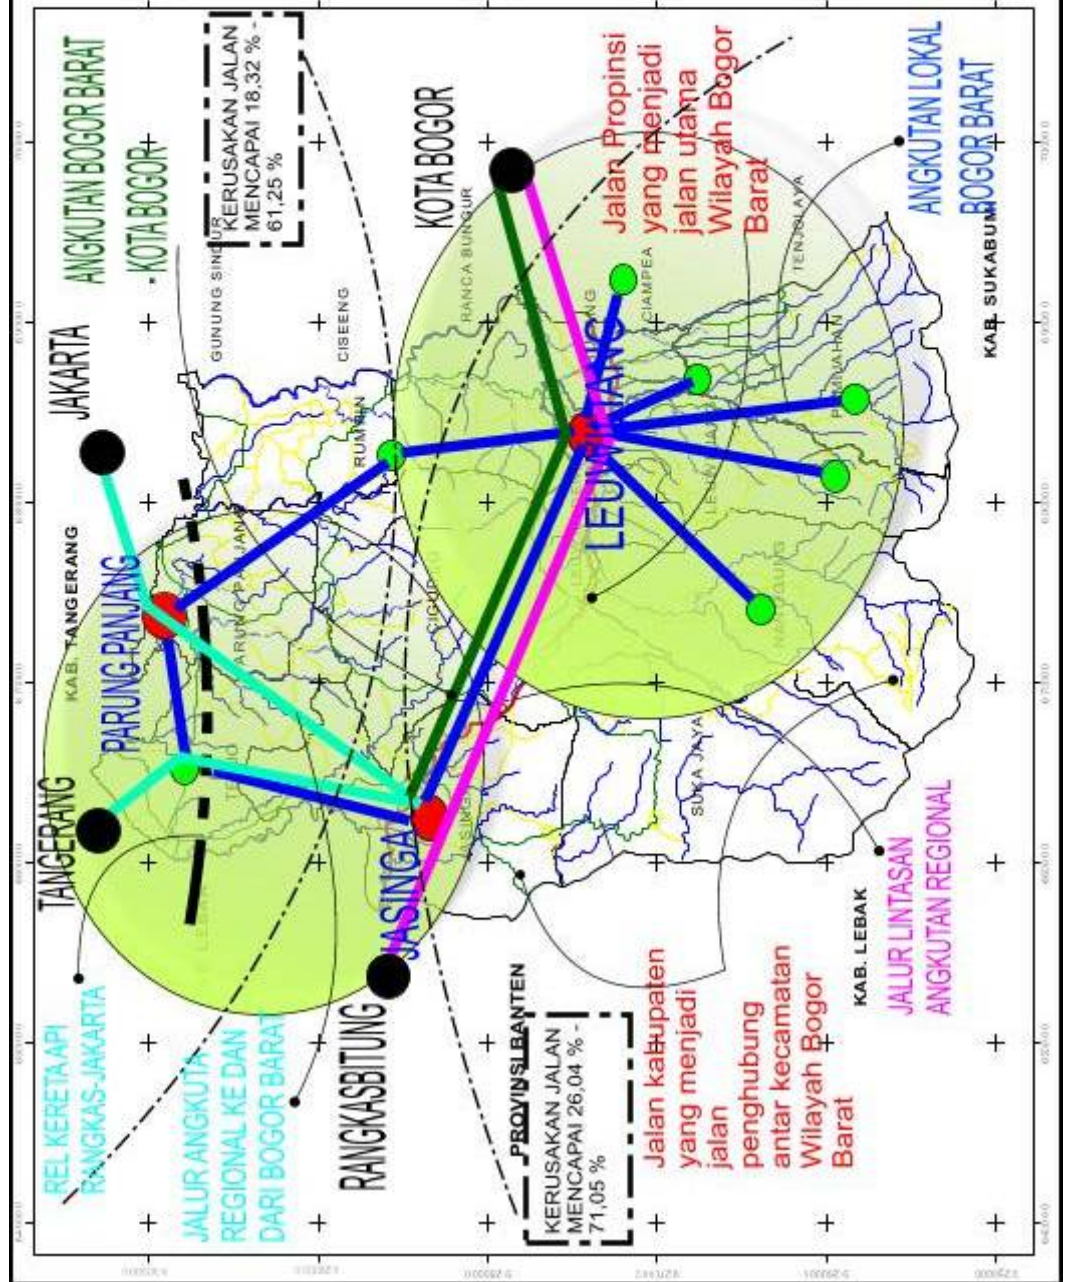 REL KERETA API
RANGKAS-JAKARTA
JALUR ANGKUTA
REGIONAL KE DAN
DARI BOGOR BARAT
TANGERANG
KAB. TANGERANG
PARUNG PANJANG
JAKARTA
ANGKUTAN BOGOR BARAT
- KOTA BOGOR
KERUSAKAN JALAN
MENCAPAI 18,32 % -
61,25 %
GUNUNG SINDUR
CISEENG
RUMPIN
RANCA BUNGUR
KOTA BOGOR
RANGKASBITUNG
JASINGA
LEUWILIANG
CIAMPEA
TENJOLAYA
SUKA JAYA
Jalan Propinsi
yang menjadi
jalan utama
Wilayah Bogor
Barat
ANGKUTAN LOKAL
BOGOR BARAT
KAB. SUKABUMI
PROVINSI BANTEN
KERUSAKAN JALAN
MENCAPAI 26,04 % -
71,05 %
Jalan kabupaten
yang menjadi
jalan
penghubung
antar kecamatan
Wilayah Bogor
Barat
KAB. LEBAK
JALUR LINTASAN
ANGKUTAN REGIONAL